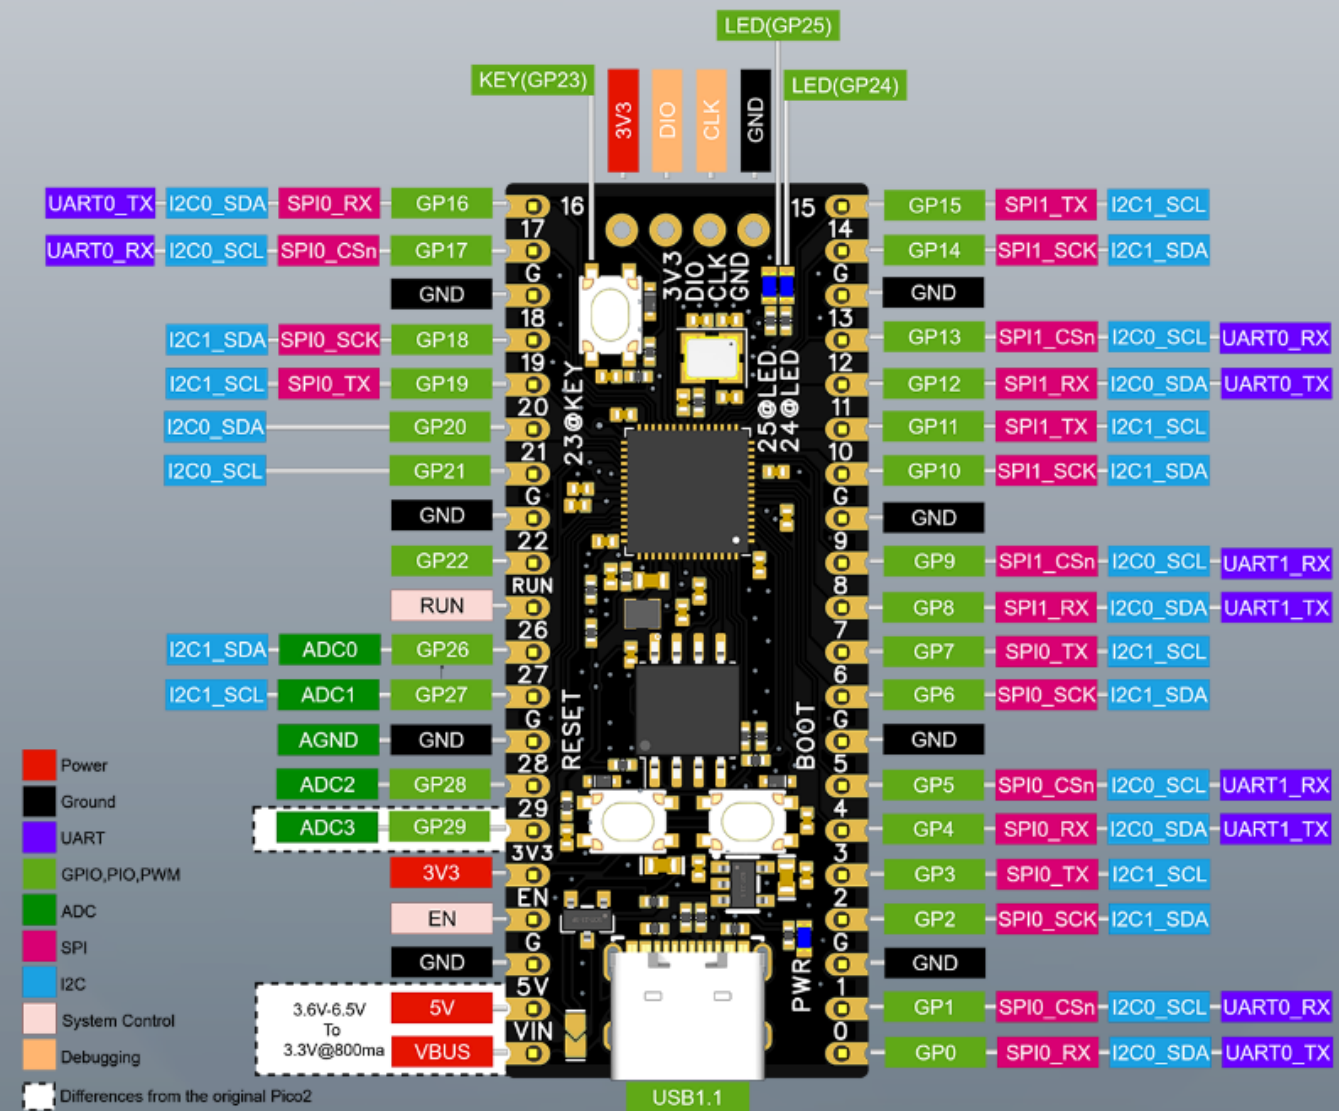 LED(GP25)
KEY(GP23) 3V3 DIO CLK GND LED(GP24)
UART0_TX I2C0_SDA SPI0_RX GP16 16 15 GP15 SPI1_TX I2C1_SCL
UART0_RX I2C0_SCL SPI0_CSn GP17 17 14 GP14 SPI1_SCK I2C1_SDA
GND G G GND
3V3 DIO CLK GND
I2C1_SDA SPI0_SCK GP18 18 13 GP13 SPI1_CSn I2C0_SCL UART0_RX
I2C1_SCL SPI0_TX GP19 19 12 GP12 SPI1_RX I2C0_SDA UART0_TX
23@KEY 25@LED 24@LED
I2C0_SDA GP20 20 11 GP11 SPI1_TX I2C1_SCL
I2C0_SCL GP21 21 10 GP10 SPI1_SCK I2C1_SDA
GND G G GND
GP22 22 9 GP9 SPI1_CSn I2C0_SCL UART1_RX
RUN RUN 8 GP8 SPI1_RX I2C0_SDA UART1_TX
I2C1_SDA ADC0 GP26 26 7 GP7 SPI0_TX I2C1_SCL
I2C1_SCL ADC1 GP27 27 6 GP6 SPI0_SCK I2C1_SDA
RESET BOOT
AGND GND G G GND
ADC2 GP28 28 5 GP5 SPI0_CSn I2C0_SCL UART1_RX
ADC3 GP29 29 4 GP4 SPI0_RX I2C0_SDA UART1_TX
3V3 3V3 3 GP3 SPI0_TX I2C1_SCL
EN EN 2 GP2 SPI0_SCK I2C1_SDA
GND G G GND
PWR
5V 5V 1 GP1 SPI0_CSn I2C0_SCL UART0_RX
VBUS VIN 0 GP0 SPI0_RX I2C0_SDA UART0_TX
3.6V-6.5V
To
3.3V@800ma
USB1.1
Power
Ground
UART
GPIO,PIO,PWM
ADC
SPI
I2C
System Control
Debugging
Differences from the original Pico2